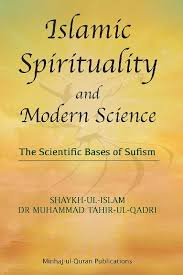 Islamic
Spirituality
and
Modern Science
The Scientific Bases of Sufism
SHAYKH-UL-ISLAM
DR MUHAMMAD TAHIR-UL-QADRI
Minhaj-ul-Quran Publications